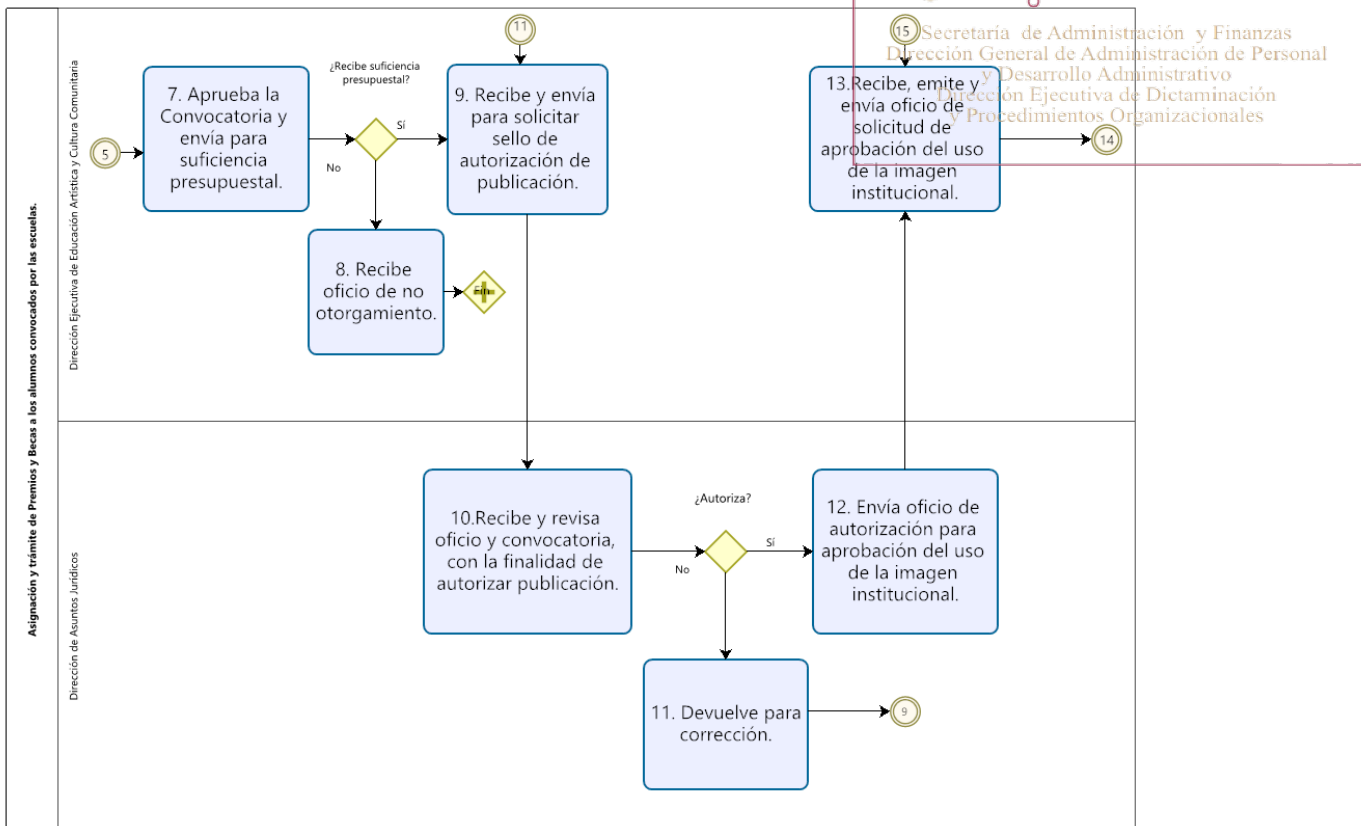 Asignación y trámite de Premios y Becas a los alumnos convocados por las escuelas.
Dirección Ejecutiva de Educación Artística y Cultura Comunitaria
5
7. Aprueba la
Convocatoria y
envía para
suficiencia
presupuestal.
¿Recibe suficiencia
presupuestal?
Sí
No
8. Recibe
oficio de no
otorgamiento.
Fin
11
9. Recibe y envía
para solicitar
sello de
autorización de
publicación.
15
Secretaría de Administración y Finanzas
Dirección General de Administración de Personal
y Desarrollo Administrativo
Dirección Ejecutiva de Dictaminación
y Procedimientos Organizacionales
13.Recibe, emite y
envía oficio de
solicitud de
aprobación del uso
de la imagen
institucional.
14
Dirección de Asuntos Jurídicos
10.Recibe y revisa
oficio y convocatoria,
con la finalidad de
autorizar publicación.
¿Autoriza?
Sí
No
12. Envía oficio de
autorización para
aprobación del uso
de la imagen
institucional.
11. Devuelve para
corrección.
9